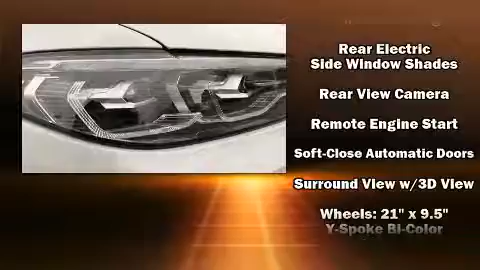 Rear Electric
Side Window Shades
Rear View Camera
Remote Engine Start
Soft-Close Automatic Doors
Surround View w/3D View
Wheels: 21" x 9.5"
Y-Spoke Bi-Color